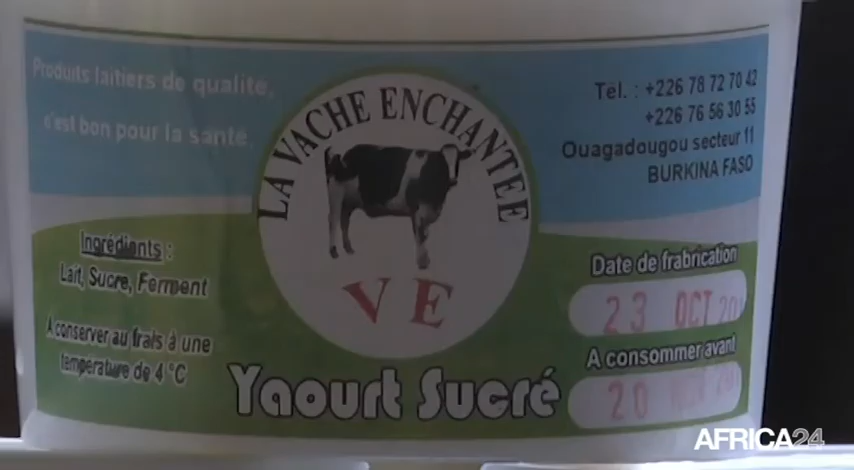 Produits laitiers de qualité,
c'est bon pour la santé.
LA VACHE ENCHANTEE
V E
Tél. : +226 78 72 70 42
+226 76 56 30 55
Ouagadougou secteur 11
BURKINA FASO
Ingrédients :
Lait, Sucre, Ferment
A conserver au frais à une
température de 4 °C
Yaourt Sucré
Date de frabrication
23 OCT 20
A consommer avant
20
AFRICA24